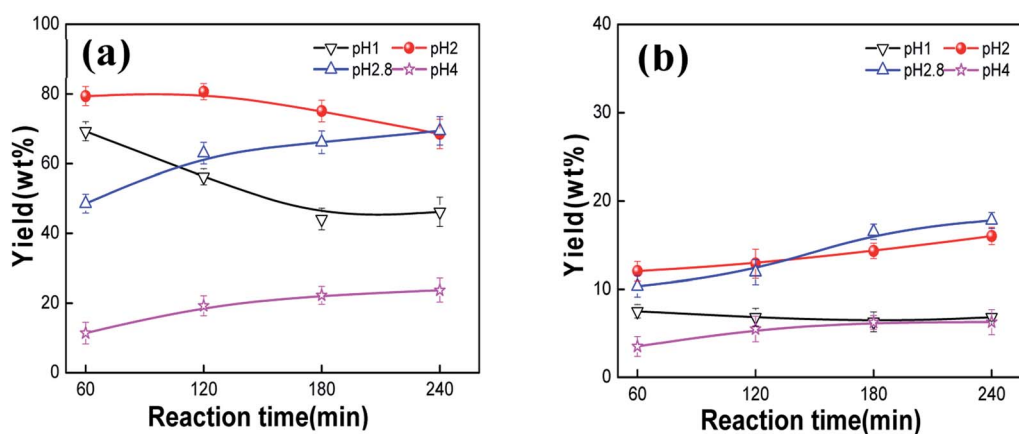 (a)
pH1 pH2
pH2.8 pH4
100
80
60
40
20
0
Yield(wt%)
60 120 180 240
Reaction time(min)
(b)
pH1 pH2
pH2.8 pH4
40
30
20
10
0
Yield(wt%)
60 120 180 240
Reaction time(min)